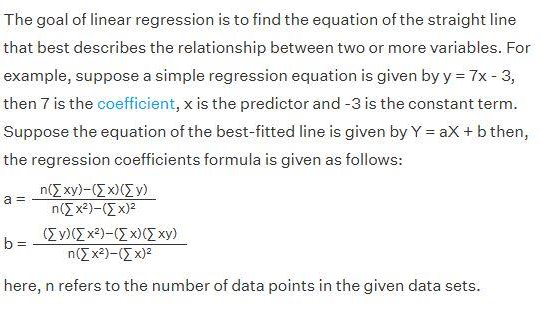 The goal of linear regression is to find the equation of the straight line
that best describes the relationship between two or more variables. For
example, suppose a simple regression equation is given by y = 7x - 3,
then 7 is the coefficient, x is the predictor and -3 is the constant term.
Suppose the equation of the best-fitted line is given by Y = aX + b then,
the regression coefficients formula is given as follows:
a = n(∑xy)−(∑x)(∑y) / n(∑x²)−(∑x)²
b = (∑y)(∑x²)−(∑x)(∑xy) / n(∑x²)−(∑x)²
here, n refers to the number of data points in the given data sets.